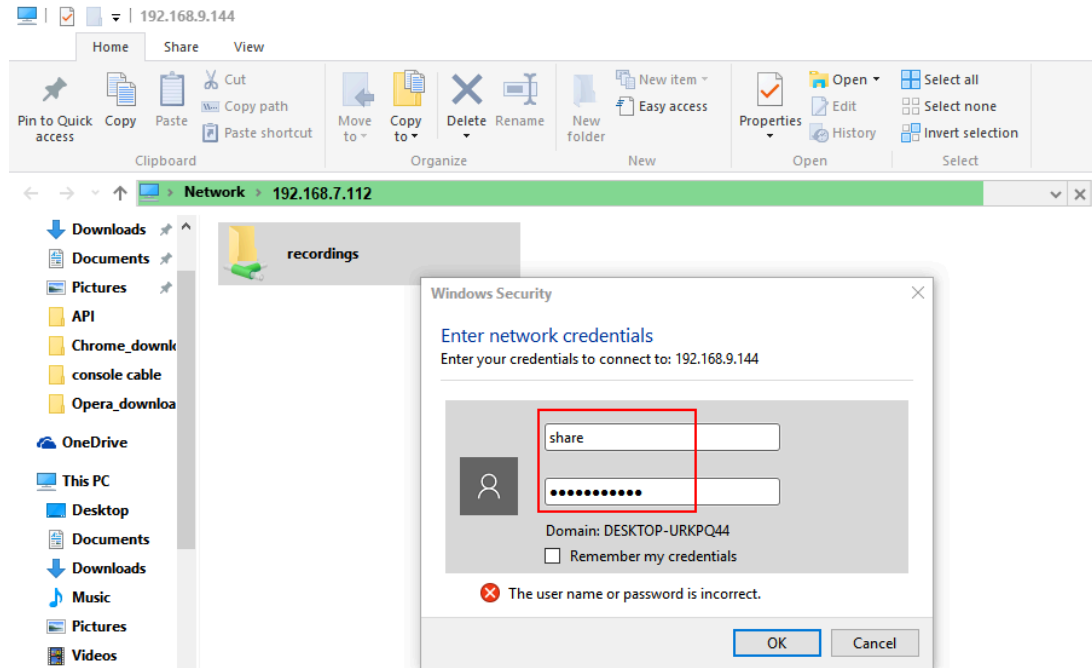 192.168.9.144
Home Share View
Pin to Quick access
Copy
Paste
Cut
Copy path
Paste shortcut
Clipboard
Move to
Copy to
Delete
Rename
Organize
New folder
New item
Easy access
New
Properties
Open
Edit
History
Open
Select all
Select none
Invert selection
Select
Network > 192.168.7.112
Downloads
Documents
Pictures
API
Chrome_downl
console cable
Opera_downloa
OneDrive
This PC
Desktop
Documents
Downloads
Music
Pictures
Videos
recordings
Windows Security
Enter network credentials
Enter your credentials to connect to: 192.168.9.144
share
●●●●●●●●●●●
Domain: DESKTOP-URKPQ44
Remember my credentials
The user name or password is incorrect.
OK Cancel